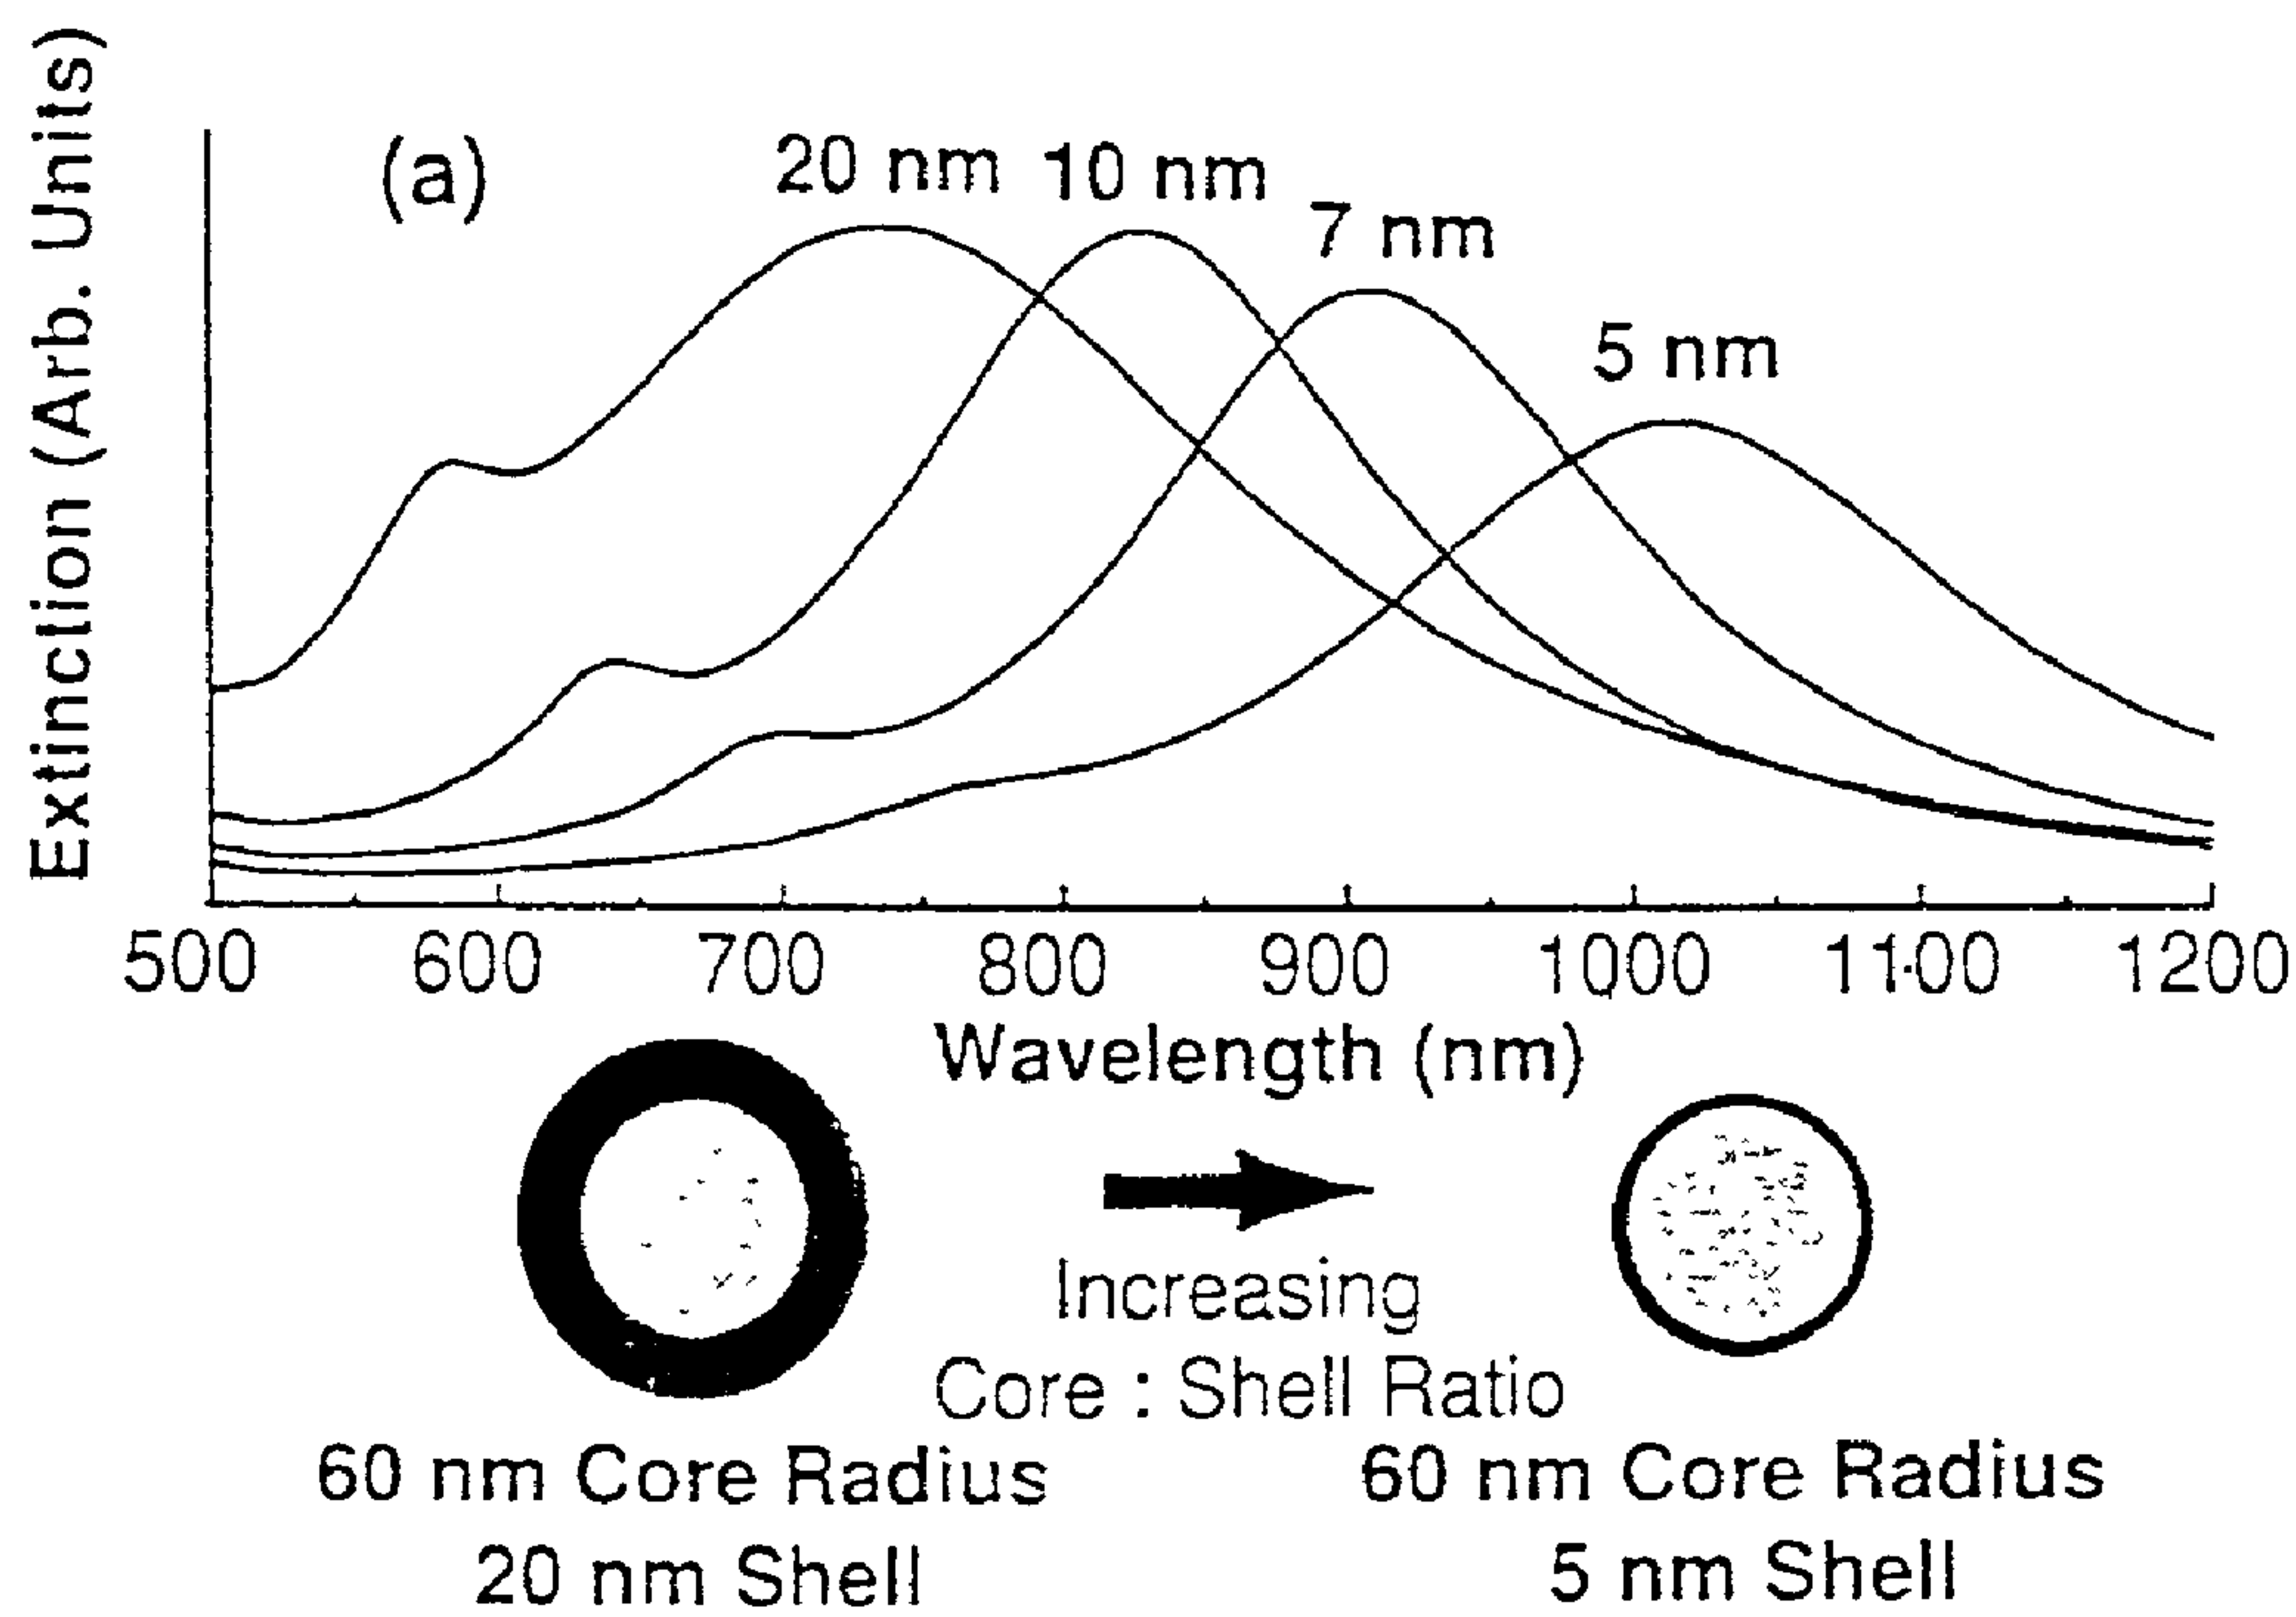 Extinction (Arb. Units)
(a)
20 nm
10 nm
7 nm
5 nm
500
600
700
800
900
1000
1100
1200
Wavelength (nm)
Increasing
Core : Shell Ratio
60 nm Core Radius
20 nm Shell
60 nm Core Radius
5 nm Shell